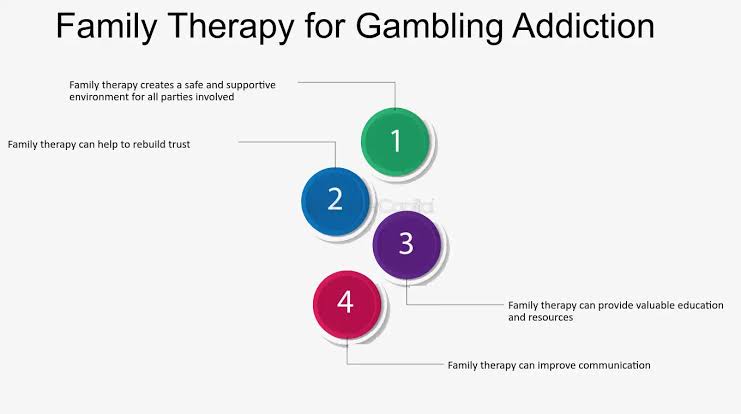 Family Therapy for Gambling Addiction
Family therapy creates a safe and supportive
environment for all parties involved
1
Family therapy can help to rebuild trust
2
3
Family therapy can provide valuable education
and resources
4
Family therapy can improve communication